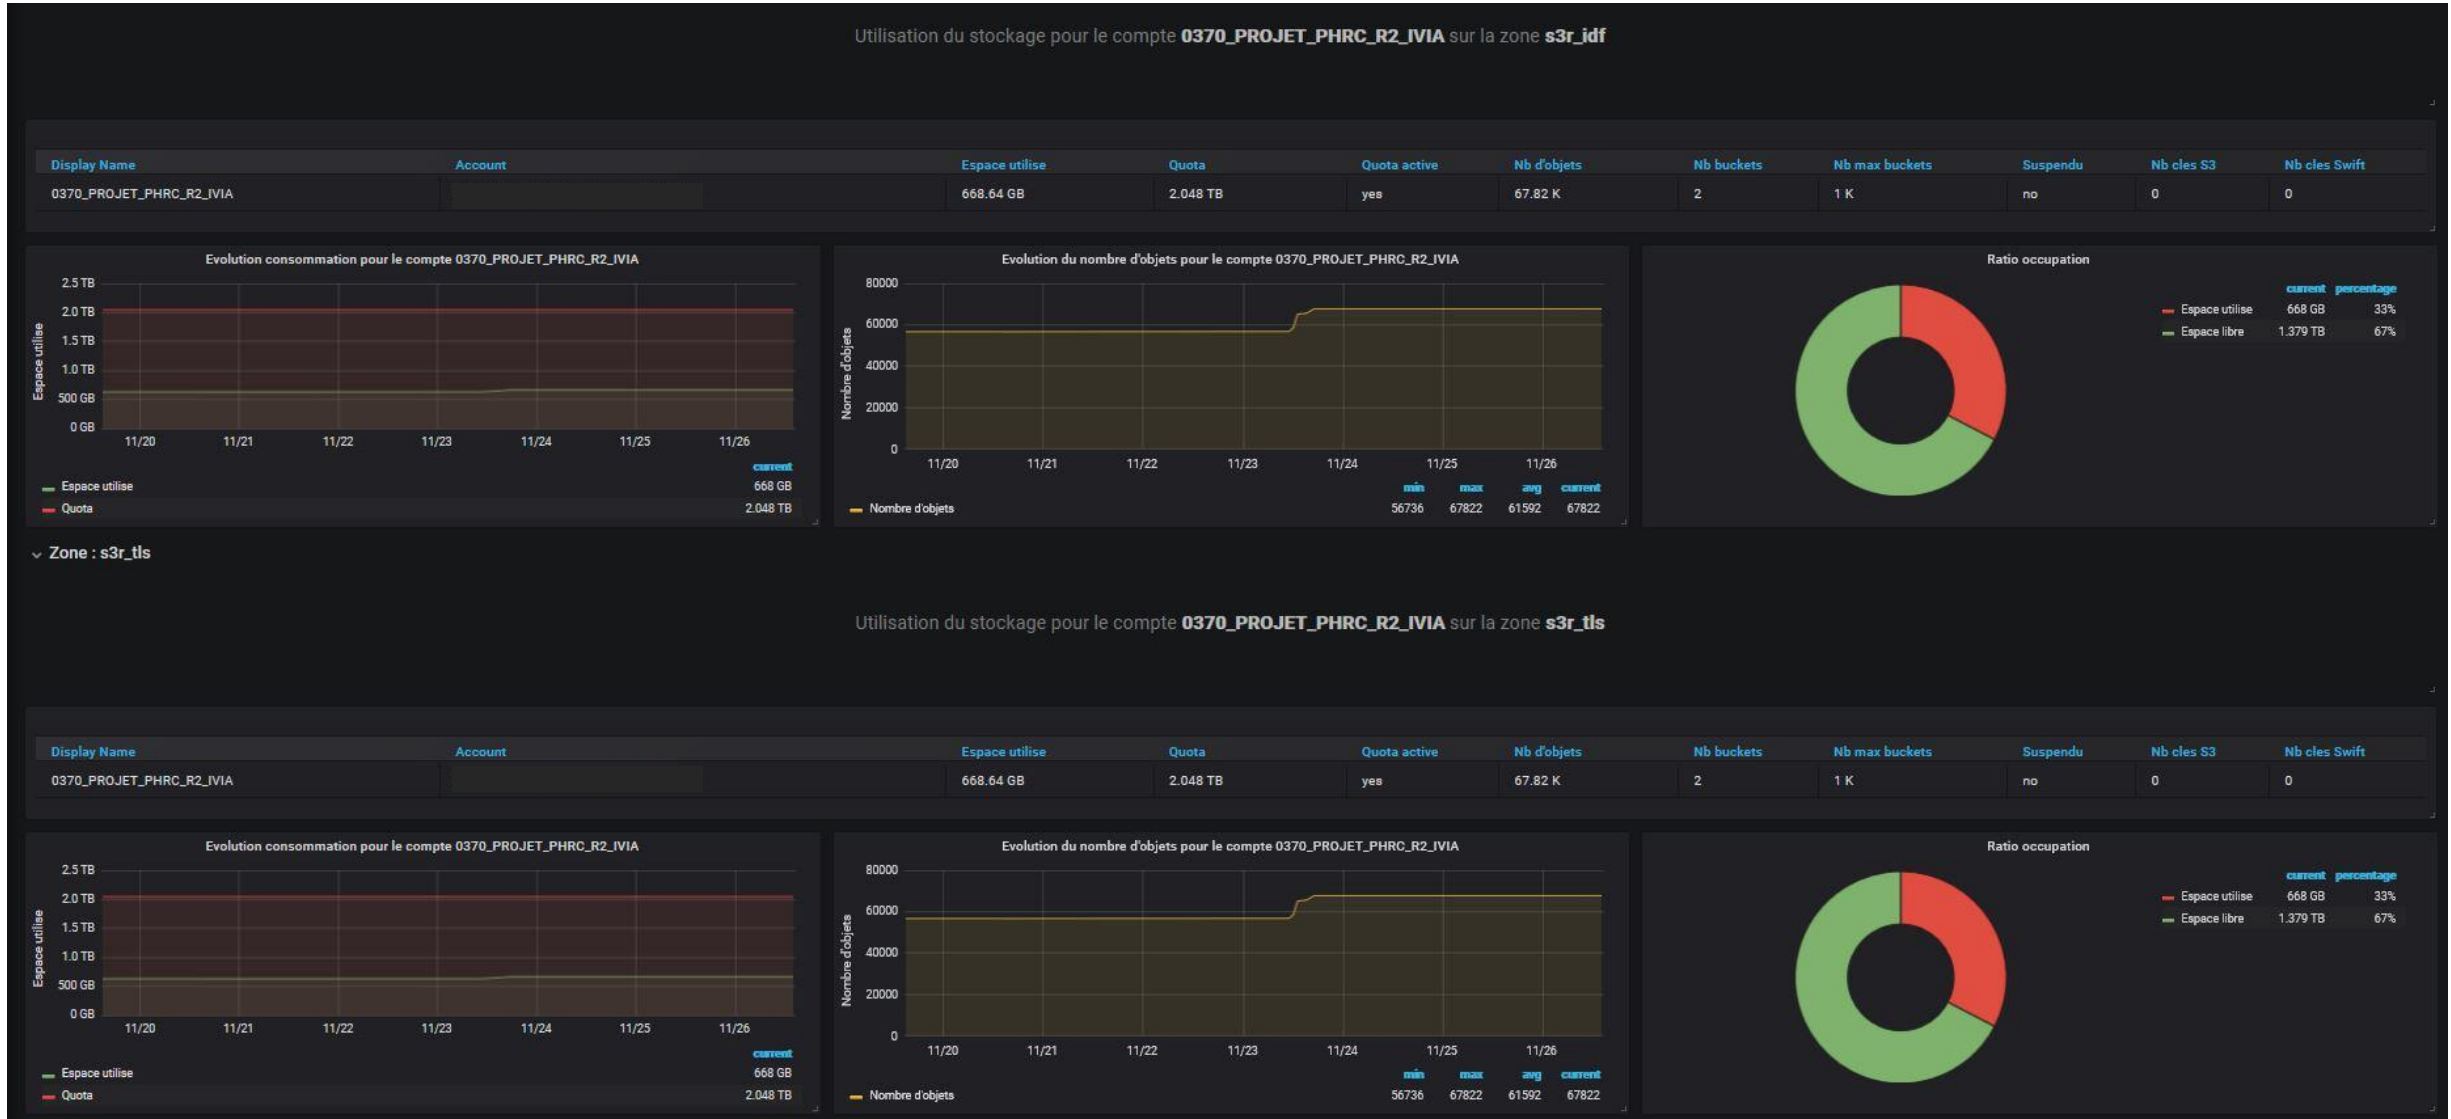 Utilisation du stockage pour le compte 0370_PROJET_PHRC_R2_IVIA sur la zone s3r_idf
Display Name Account Espace utilise Quota Quota active Nb d'objets Nb buckets Nb max buckets Suspendu Nb cles S3 Nb cles Swift
0370_PROJET_PHRC_R2_IVIA 668.64 GB 2.048 TB yes 67.82 K 2 1 K no 0 0
Evolution consommation pour le compte 0370_PROJET_PHRC_R2_IVIA
Espace utilise
2.5 TB
2.0 TB
1.5 TB
1.0 TB
500 GB
0 GB
11/20 11/21 11/22 11/23 11/24 11/25 11/26
current
Espace utilise 668 GB
Quota 2.048 TB
Evolution du nombre d'objets pour le compte 0370_PROJET_PHRC_R2_IVIA
Nombre d'objets
80000
60000
40000
20000
0
11/20 11/21 11/22 11/23 11/24 11/25 11/26
min max avg current
Nombre d'objets 56736 67822 61592 67822
Ratio occupation
current percentage
Espace utilise 668 GB 33%
Espace libre 1.379 TB 67%
Zone : s3r_tls
Utilisation du stockage pour le compte 0370_PROJET_PHRC_R2_IVIA sur la zone s3r_tls
Display Name Account Espace utilise Quota Quota active Nb d'objets Nb buckets Nb max buckets Suspendu Nb cles S3 Nb cles Swift
0370_PROJET_PHRC_R2_IVIA 668.64 GB 2.048 TB yes 67.82 K 2 1 K no 0 0
Evolution consommation pour le compte 0370_PROJET_PHRC_R2_IVIA
Espace utilise
2.5 TB
2.0 TB
1.5 TB
1.0 TB
500 GB
0 GB
11/20 11/21 11/22 11/23 11/24 11/25 11/26
current
Espace utilise 668 GB
Quota 2.048 TB
Evolution du nombre d'objets pour le compte 0370_PROJET_PHRC_R2_IVIA
Nombre d'objets
80000
60000
40000
20000
0
11/20 11/21 11/22 11/23 11/24 11/25 11/26
min max avg current
Nombre d'objets 56736 67822 61592 67822
Ratio occupation
current percentage
Espace utilise 668 GB 33%
Espace libre 1.379 TB 67%